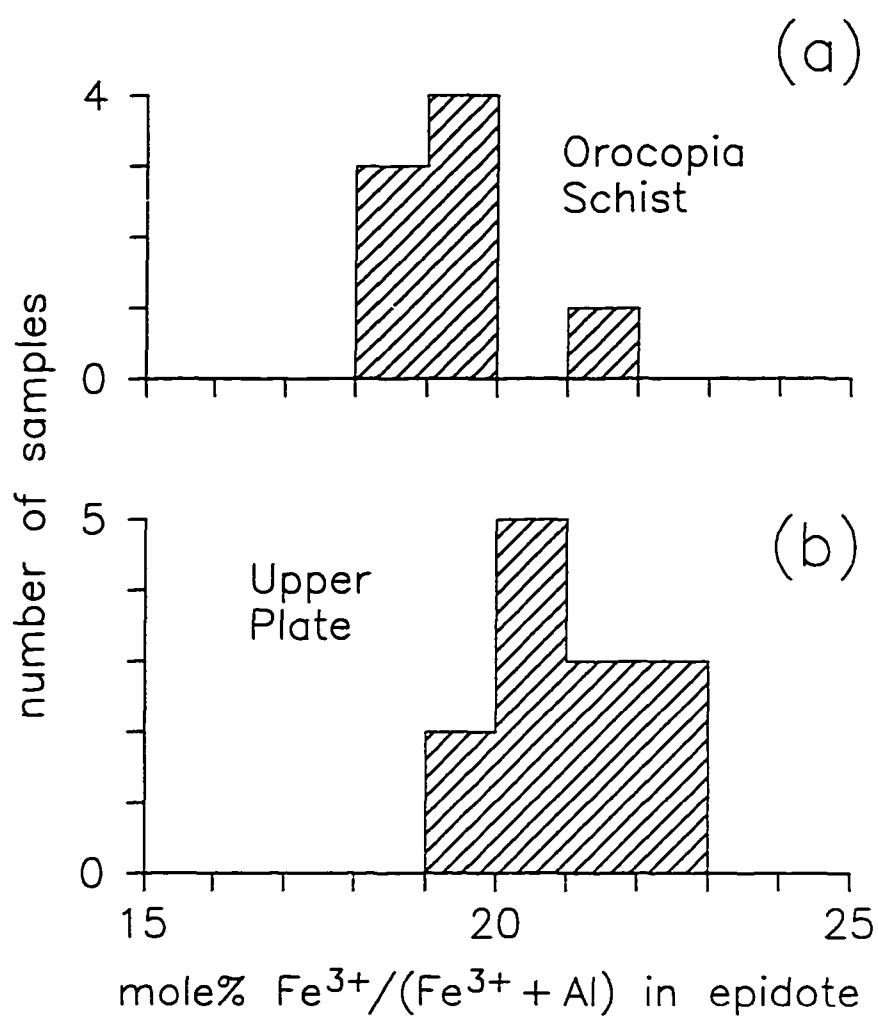 (a)
4
Orocopia
Schist
0
number of samples
5
(b)
Upper
Plate
0
15 20 25
mole% Fe³⁺/(Fe³⁺ + Al) in epidote